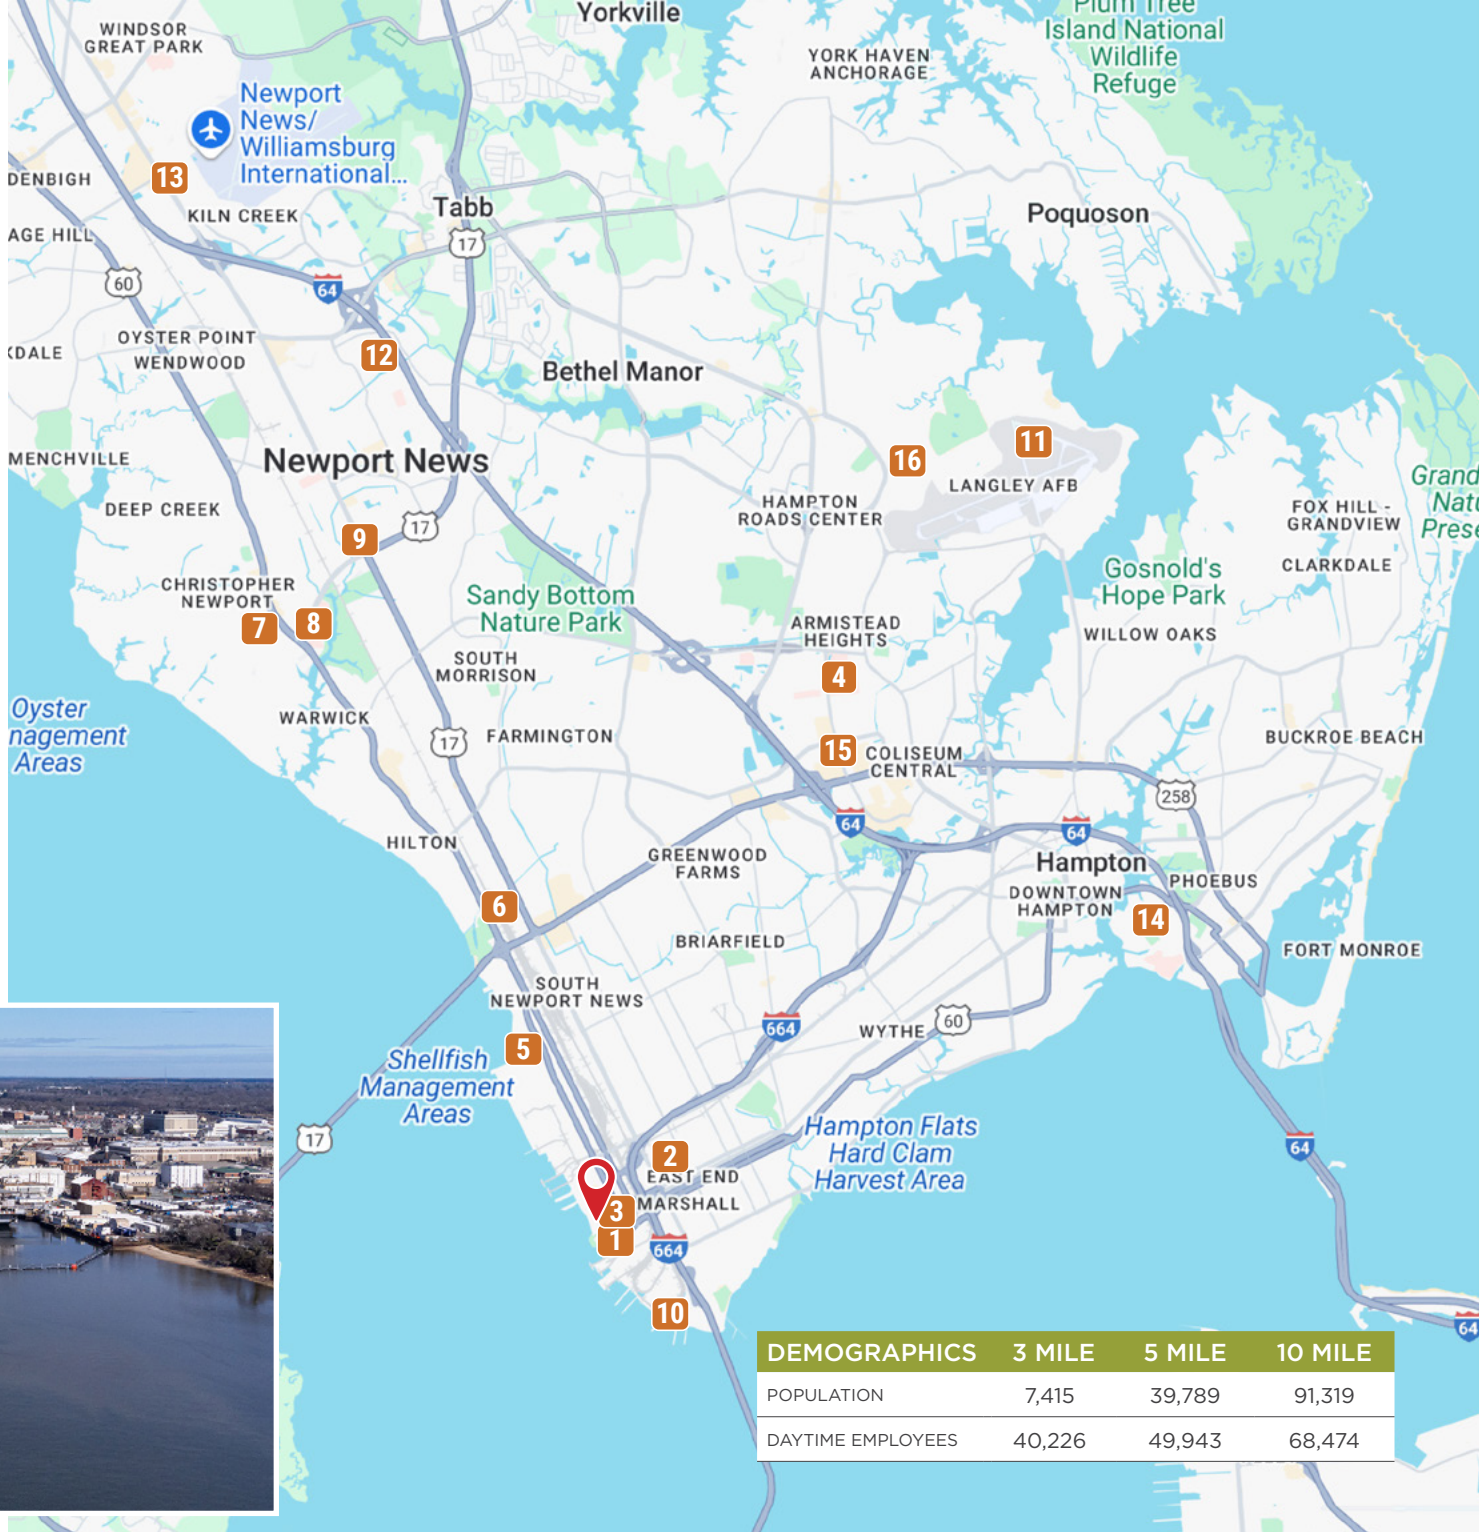 Yorkville
Plum Tree
Island National
Wildlife
Refuge
WINDSOR
GREAT PARK
YORK HAVEN
ANCHORAGE
Newport
News/
Williamsburg
International...
DENBIGH
13
KILN CREEK
Tabb
Poquoson
AGE HILL
17
60
64
OYSTER POINT
WENDWOOD
KDALE
12
Bethel Manor
MENCHVILLE
Newport News
16
11
LANGLEY AFB
Grand
Natu
Prese
DEEP CREEK
HAMPTON
ROADS CENTER
FOX HILL -
GRANDVIEW
17
9
CLARKDALE
CHRISTOPHER
NEWPORT
Sandy Bottom
Nature Park
Gosnold's
Hope Park
7
8
ARMISTEAD
HEIGHTS
WILLOW OAKS
SOUTH
MORRISON
4
Oyster
nagement
Areas
WARWICK
17
FARMINGTON
15
COLISEUM
CENTRAL
BUCKROE BEACH
258
64
64
HILTON
GREENWOOD
FARMS
Hampton
PHOEBUS
6
DOWNTOWN
HAMPTON
14
BRIARFIELD
FORT MONROE
SOUTH
NEWPORT NEWS
664
WYTHE
60
5
Shellfish
Management
Areas
17
Hampton Flats
Hard Clam
Harvest Area
64
2
EAST END
3
MARSHALL
1
664
10
64
DEMOGRAPHICS 3 MILE 5 MILE 10 MILE
POPULATION 7,415 39,789 91,319
DAYTIME EMPLOYEES 40,226 49,943 68,474